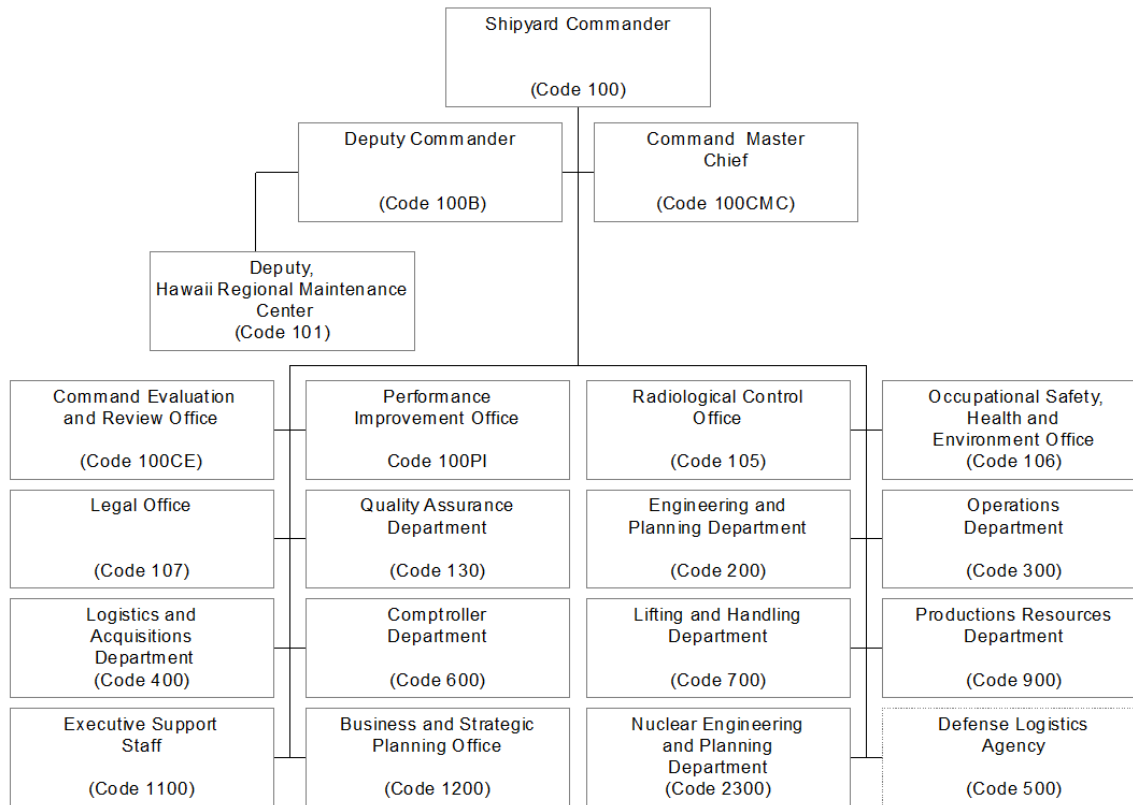 Shipyard Commander
(Code 100)
Deputy Commander
(Code 100B)
Command Master
Chief
(Code 100CMC)
Deputy,
Hawaii Regional Maintenance
Center
(Code 101)
Command Evaluation
and Review Office
(Code 100CE)
Performance
Improvement Office
Code 100PI
Radiological Control
Office
(Code 105)
Occupational Safety,
Health and
Environment Office
(Code 106)
Legal Office
(Code 107)
Quality Assurance
Department
(Code 130)
Engineering and
Planning Department
(Code 200)
Operations
Department
(Code 300)
Logistics and
Acquisitions
Department
(Code 400)
Comptroller
Department
(Code 600)
Lifting and Handling
Department
(Code 700)
Productions Resources
Department
(Code 900)
Executive Support
Staff
(Code 1100)
Business and Strategic
Planning Office
(Code 1200)
Nuclear Engineering
and Planning
Department
(Code 2300)
Defense Logistics
Agency
(Code 500)